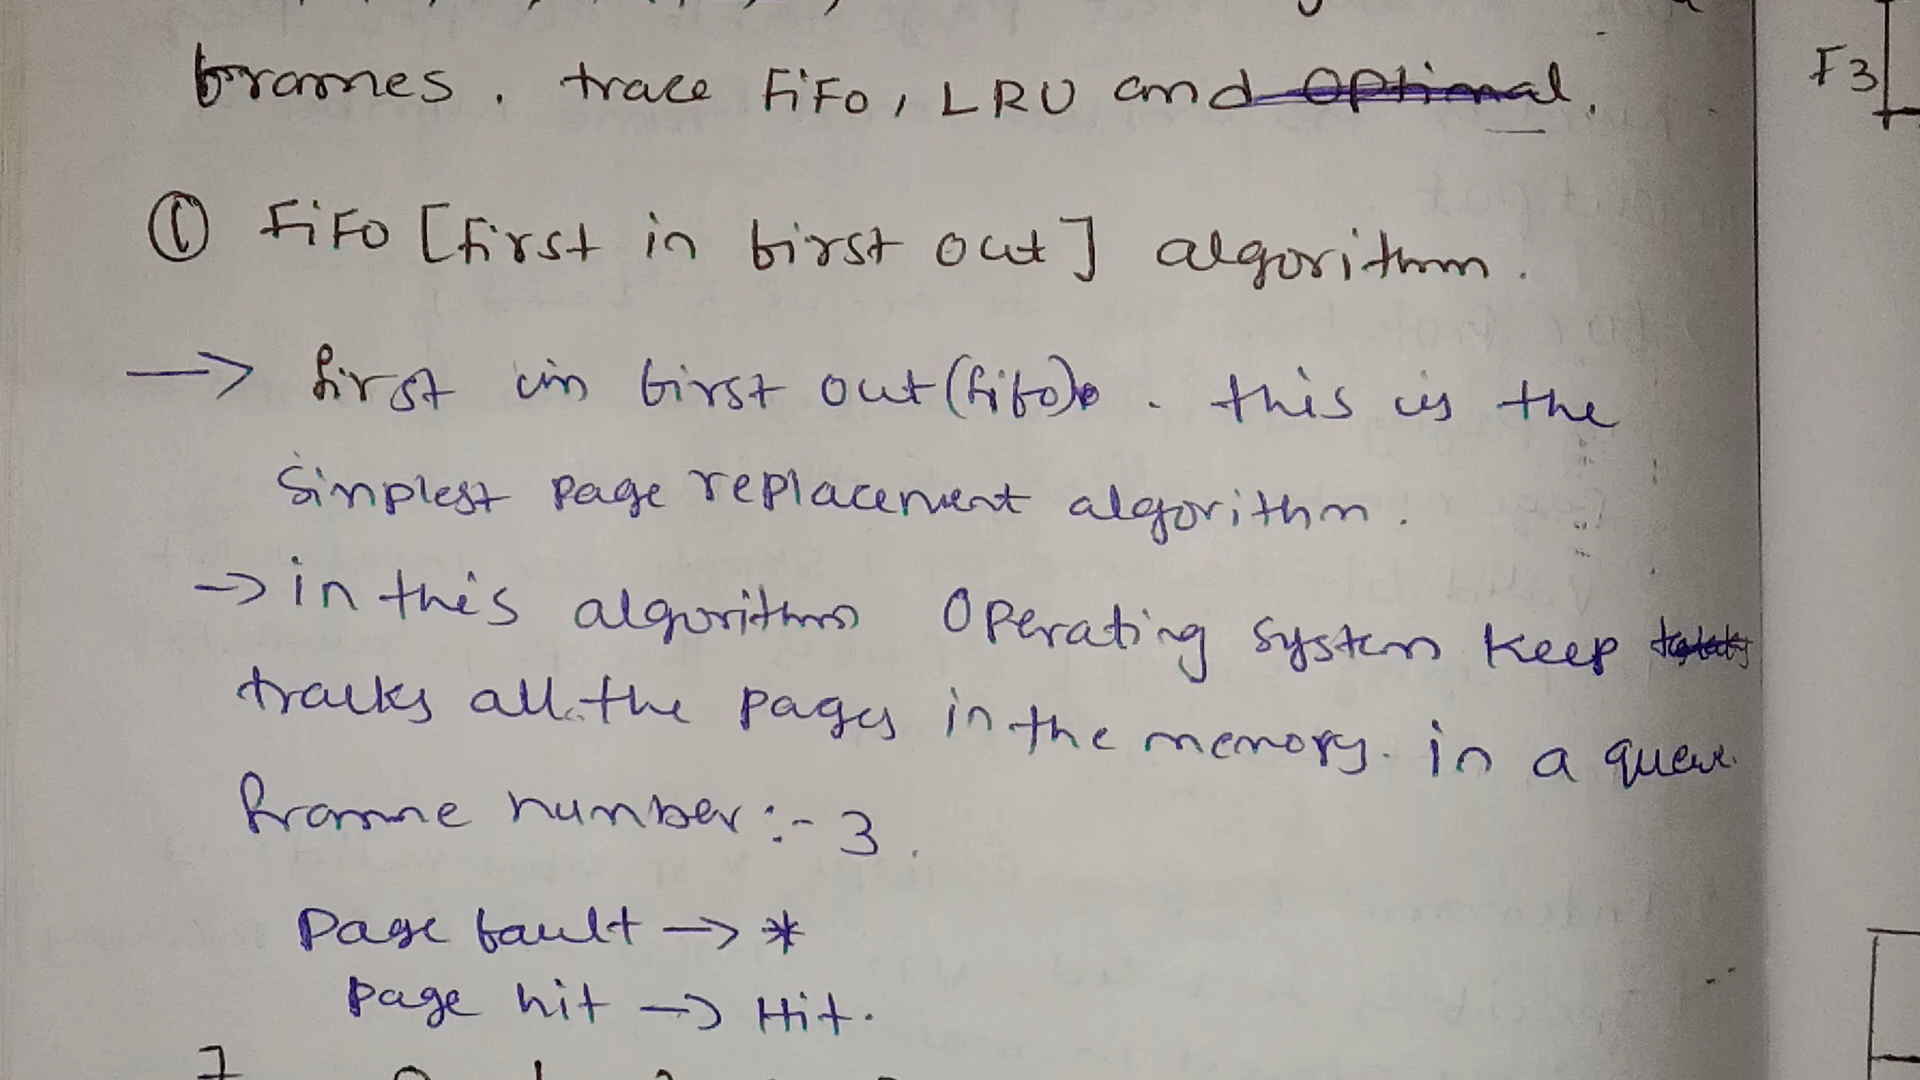 frames. trace FiFo, LRU and Optimal.
F3
① FiFo [First in first out] algorithm.
→ first in first out (fifo). this is the
Simplest page replacement algorithm.
→ in this algorithm Operating System Keep
tracks all the pages in the memory. in a queue.
frame number :- 3.
Page fault → *
Page hit → Hit.
7